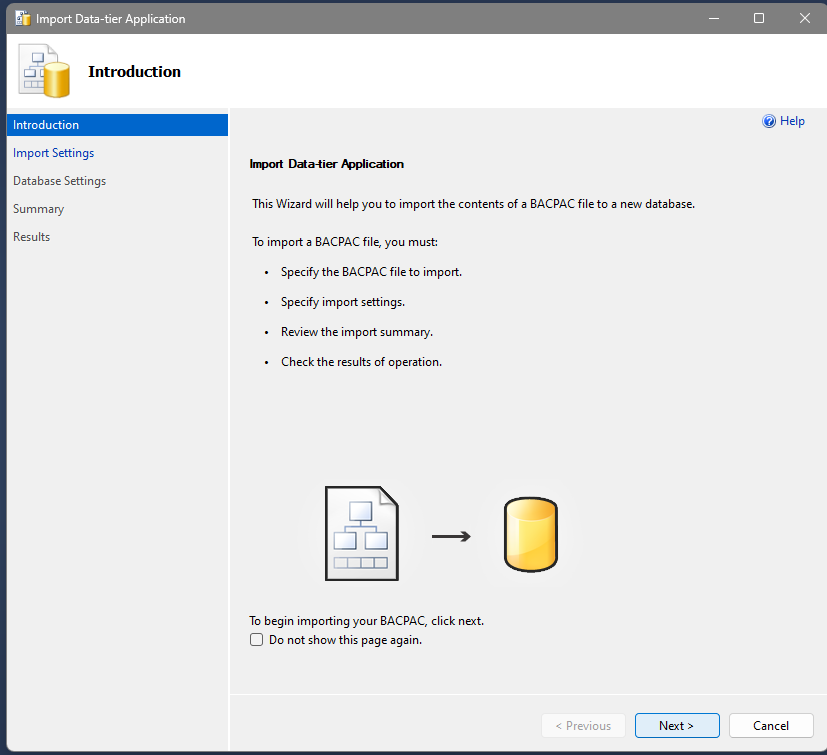 Import Data-tier Application
Introduction
Introduction
Import Settings
Database Settings
Summary
Results
Help
Import Data-tier Application
This Wizard will help you to import the contents of a BACPAC file to a new database.
To import a BACPAC file, you must:
• Specify the BACPAC file to import.
• Specify import settings.
• Review the import summary.
• Check the results of operation.
To begin importing your BACPAC, click next.
Do not show this page again.
< Previous
Next >
Cancel